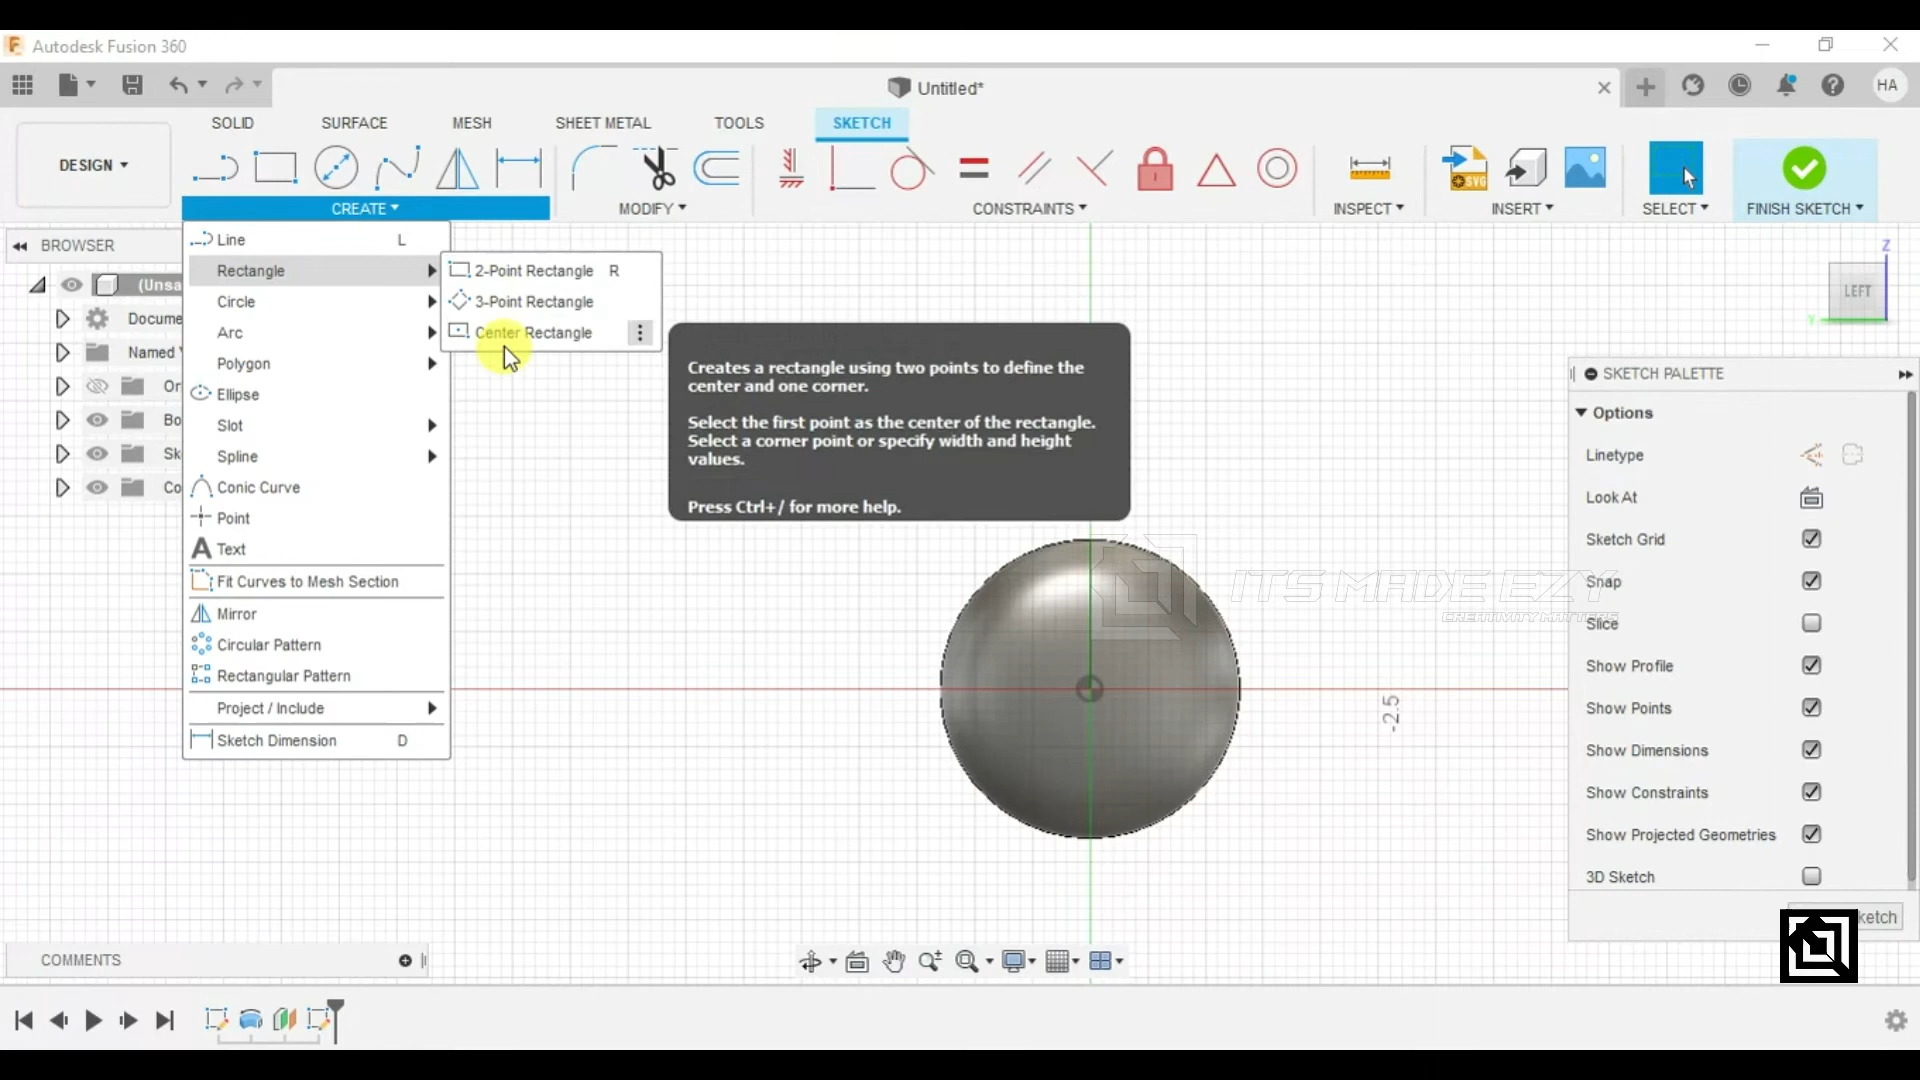 Autodesk Fusion 360
Untitled*
HA
SOLID
SURFACE
MESH
SHEET METAL
TOOLS
SKETCH
DESIGN
CREATE
MODIFY
CONSTRAINTS
INSPECT
INSERT
SELECT
FINISH SKETCH
SVG
BROWSER
(Unsa
Docume
Named
Or
Bo
Sk
Co
Line L
Rectangle
Circle
Arc
Polygon
Ellipse
Slot
Spline
Conic Curve
Point
Text
Fit Curves to Mesh Section
Mirror
Circular Pattern
Rectangular Pattern
Project / Include
Sketch Dimension D
2-Point Rectangle R
3-Point Rectangle
Center Rectangle
Creates a rectangle using two points to define the
center and one corner.
Select the first point as the center of the rectangle.
Select a corner point or specify width and height
values.
Press Ctrl+/ for more help.
Z
LEFT
Y
-2.5
ITS MADE EZY
CREATIVITY MATTERS
SKETCH PALETTE
Options
Linetype
Look At
Sketch Grid
Snap
Slice
Show Profile
Show Points
Show Dimensions
Show Constraints
Show Projected Geometries
3D Sketch
ketch
COMMENTS